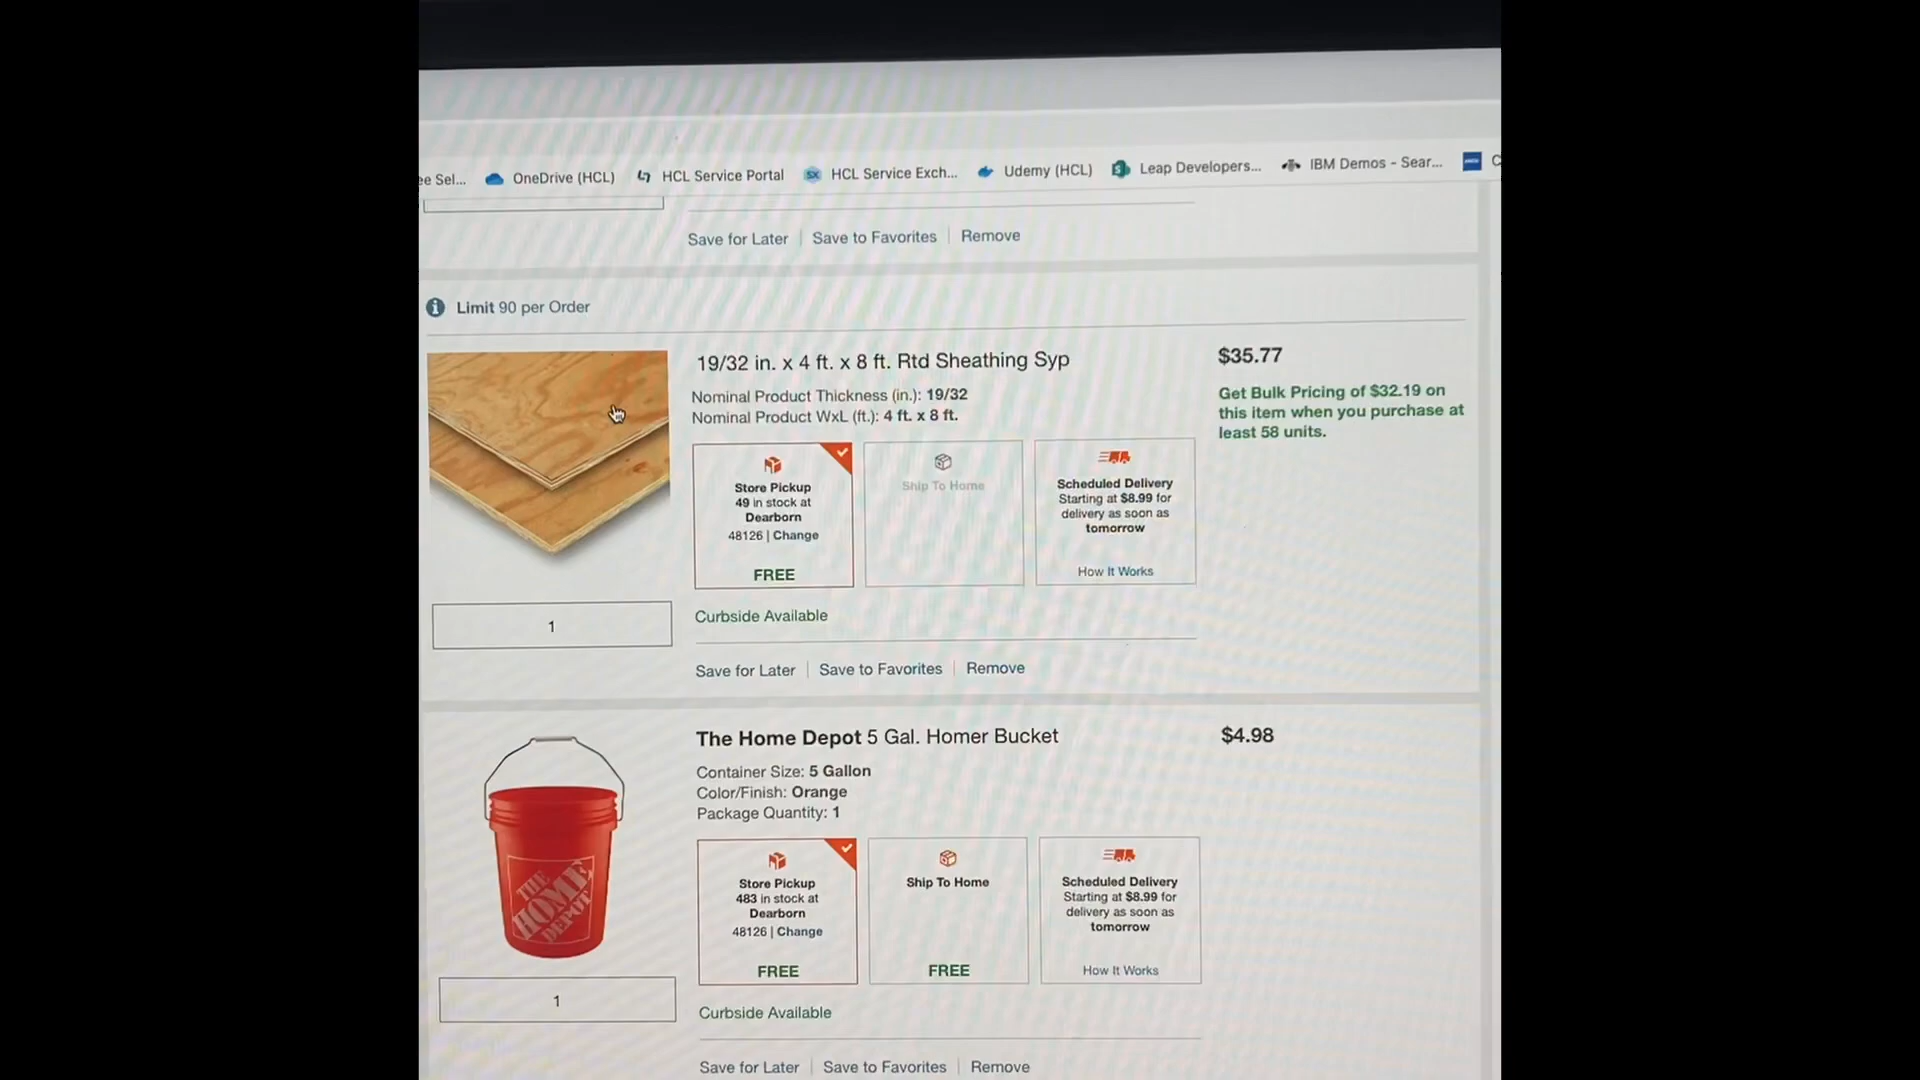 ee Sel... OneDrive (HCL) HCL Service Portal SX HCL Service Exch... Udemy (HCL) S Leap Developers... IBM Demos - Sear... C
Save for Later | Save to Favorites | Remove
i Limit 90 per Order
19/32 in. x 4 ft. x 8 ft. Rtd Sheathing Syp
$35.77
Nominal Product Thickness (in.): 19/32
Nominal Product WxL (ft.): 4 ft. x 8 ft.
Get Bulk Pricing of $32.19 on
this item when you purchase at
least 58 units.
Store Pickup
49 in stock at
Dearborn
48126 | Change
FREE
Ship To Home
Scheduled Delivery
Starting at $8.99 for
delivery as soon as
tomorrow
How It Works
1
Curbside Available
Save for Later | Save to Favorites | Remove
THE
HOME
DEPOT
The Home Depot 5 Gal. Homer Bucket
$4.98
Container Size: 5 Gallon
Color/Finish: Orange
Package Quantity: 1
Store Pickup
483 in stock at
Dearborn
48126 | Change
FREE
Ship To Home
FREE
Scheduled Delivery
Starting at $8.99 for
delivery as soon as
tomorrow
How It Works
1
Curbside Available
Save for Later | Save to Favorites | Remove